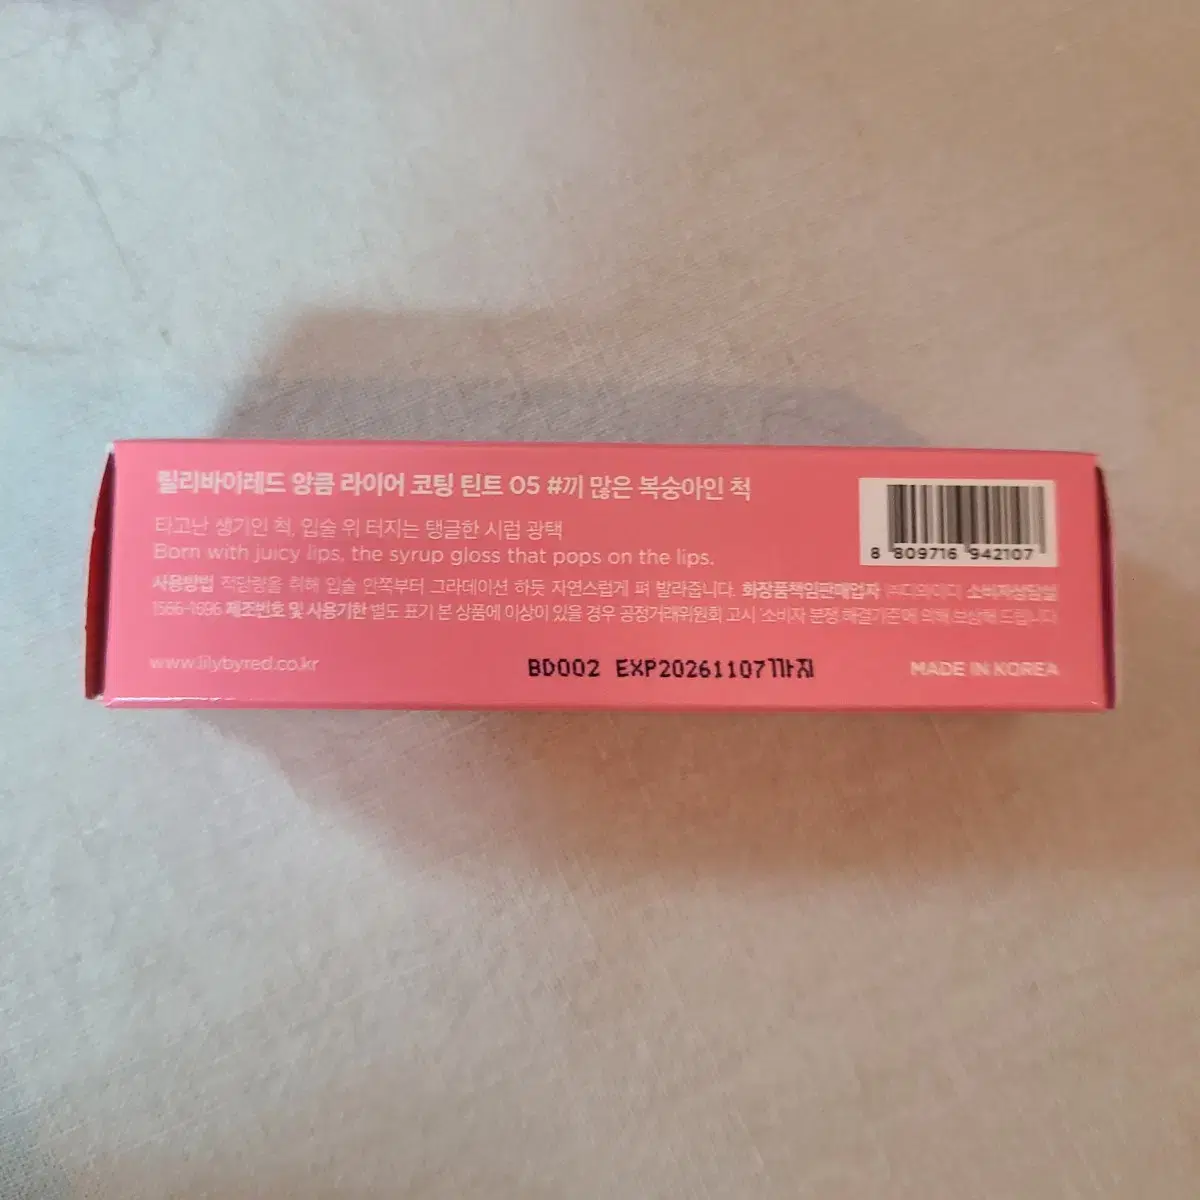 릴리바이레드 앙큼 라이어 코팅 틴트 05 #끼 많은 복숭아인 척
타고난 생기인 척, 입술 위 터지는 탱글한 시럽 광택
Born with juicy lips, the syrup gloss that pops on the lips.
사용방법 적당량을 취해 입술 안쪽부터 그라데이션 하듯 자연스럽게 펴 발라줍니다. 화장품책임판매업자 소비자상담실
제조번호 및 사용기한 별도 표기 본 상품에 이상이 있을 경우 공정거래위원회 고시 '소비자 분쟁 해결기준'에 의해 보상해 드립니다
www.lilybyred.co.kr
BD002 EXP20261107까지
MADE IN KOREA
8 809716 942107